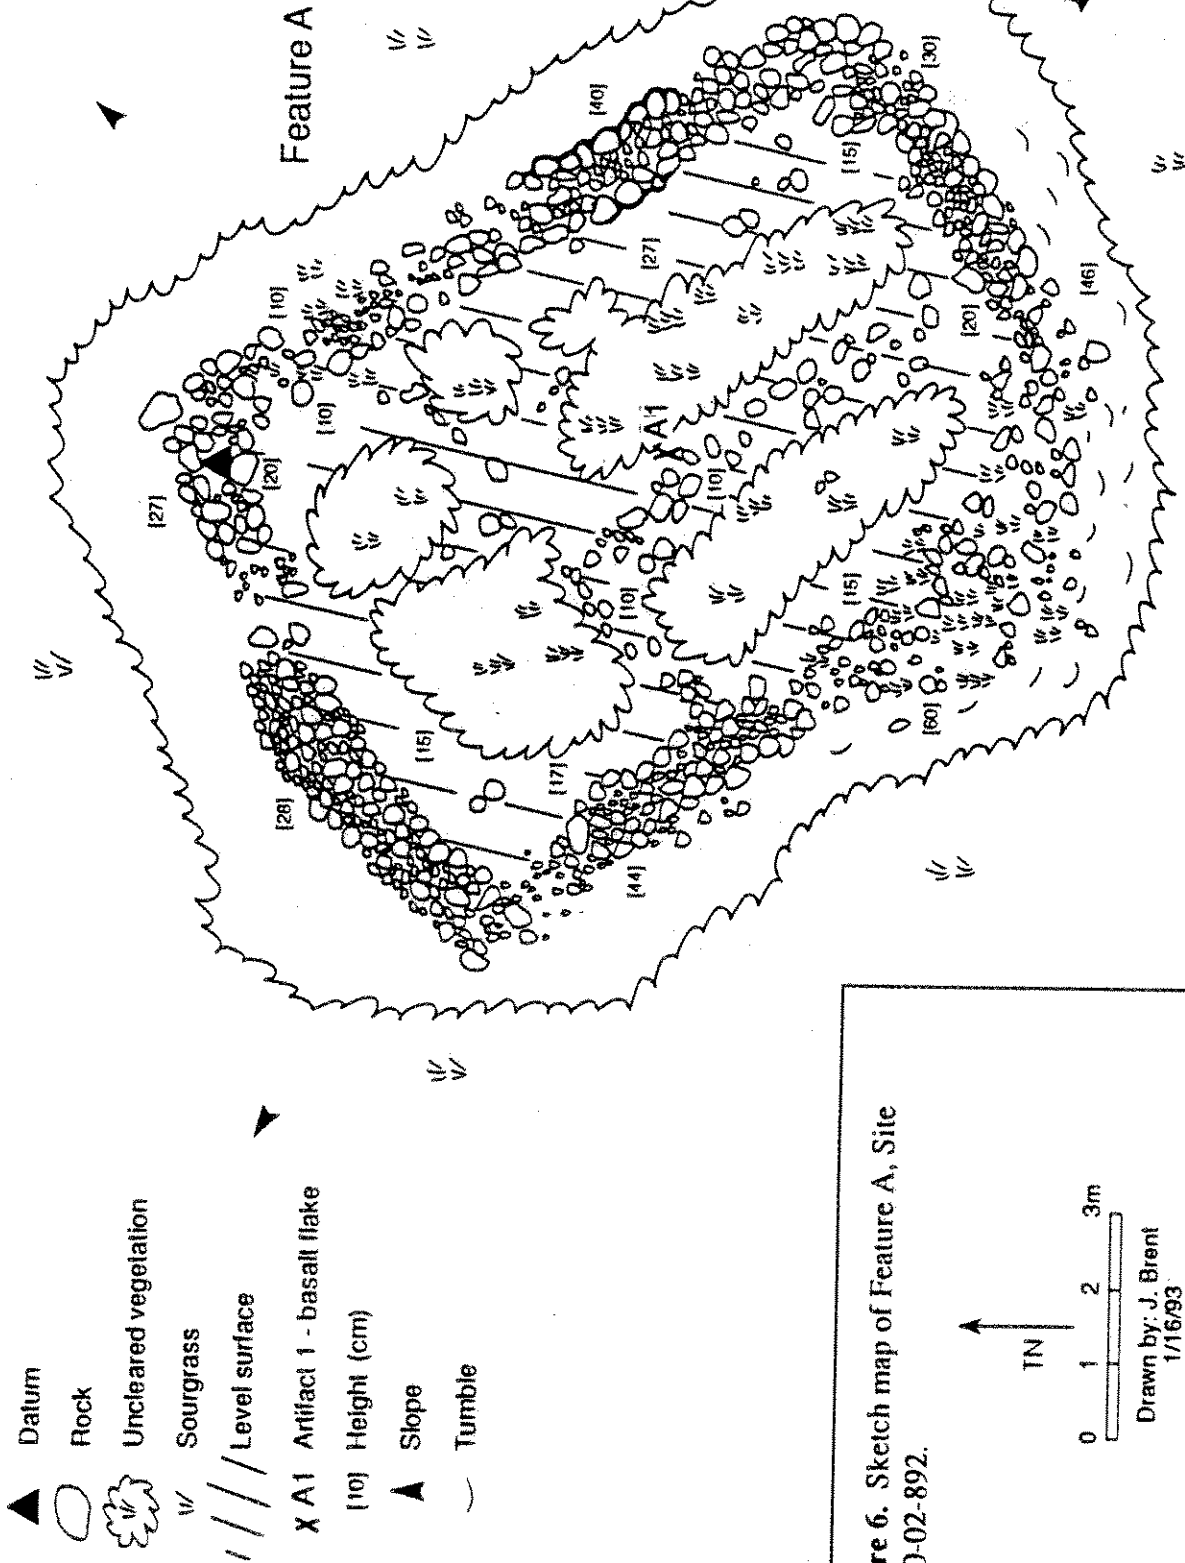 Datum
Rock
Uncleared vegetation
Sourgrass
Level surface
X A1 Artifact 1 - basalt flake
[10] Height (cm)
Slope
Tumble
Feature A
[40]
[30]
[10]
[27]
[15]
[27]
[20]
[10]
[20]
[46]
X A1
[10]
[10]
[15]
[28]
[15]
[17]
[44]
[60]
re 6. Sketch map of Feature A, Site
0-02-892.
TN
0 1 2 3m
Drawn by: J. Brent
1/16/93